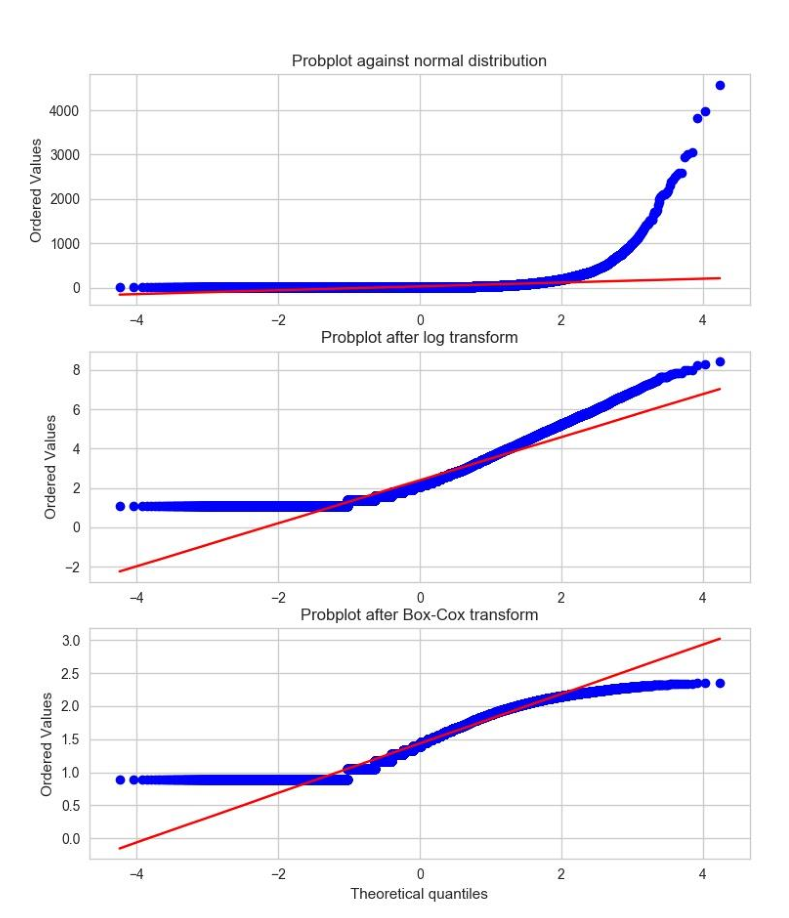 Probplot against normal distribution
4000
3000
2000
1000
0
Ordered Values
−4 −2 0 2 4
Probplot after log transform
8
6
4
2
0
−2
Ordered Values
−4 −2 0 2 4
Probplot after Box-Cox transform
3.0
2.5
2.0
1.5
1.0
0.5
0.0
Ordered Values
−4 −2 0 2 4
Theoretical quantiles